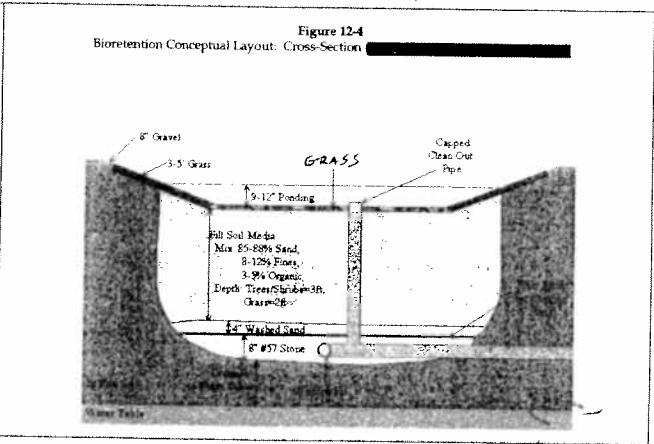 Figure 12-4
Bioretention Conceptual Layout: Cross-Section
8" Gravel
3-5' Grass
GRASS
Capped
Clean Out
Pipe
9-12" Ponding
Fill Soil Media
Mix: 85-88% Sand,
8-12% Fines,
3-5% Organic,
Depth: Trees/Shrubs=3ft,
Grass=2ft
4" Washed Sand
8" #57 Stone
Water Table